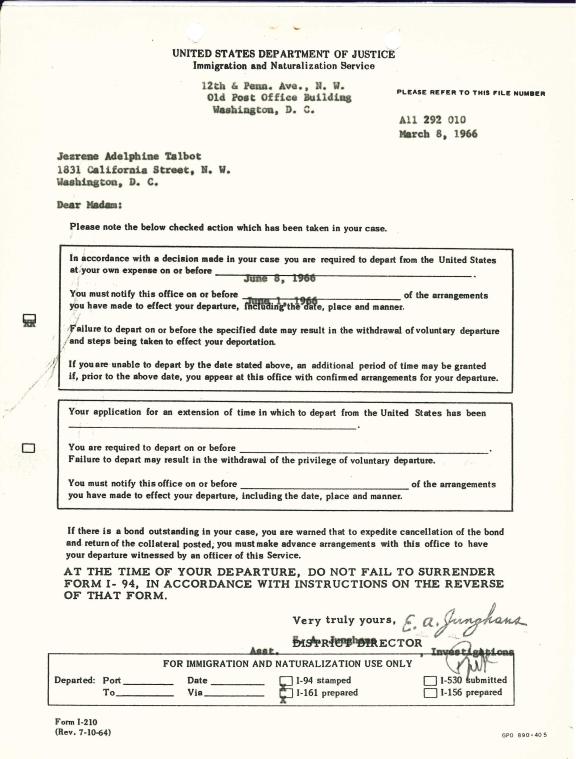 UNITED STATES DEPARTMENT OF JUSTICE
Immigration and Naturalization Service
12th & Penn. Ave., N. W.
Old Post Office Building
Washington, D. C.
PLEASE REFER TO THIS FILE NUMBER
A11 292 010
March 8, 1966
Jezrene Adelphine Talbot
1831 California Street, N. W.
Washington, D. C.
Dear Madam:
Please note the below checked action which has been taken in your case.
In accordance with a decision made in your case you are required to depart from the United States
at your own expense on or before June 8, 1966.
You must notify this office on or before June 1, 1966 of the arrangements
you have made to effect your departure, including the date, place and manner.
Failure to depart on or before the specified date may result in the withdrawal of voluntary departure
and steps being taken to effect your deportation.
If you are unable to depart by the date stated above, an additional period of time may be granted
if, prior to the above date, you appear at this office with confirmed arrangements for your departure.
Your application for an extension of time in which to depart from the United States has been
.
You are required to depart on or before .
Failure to depart may result in the withdrawal of the privilege of voluntary departure.
You must notify this office on or before of the arrangements
you have made to effect your departure, including the date, place and manner.
If there is a bond outstanding in your case, you are warned that to expedite cancellation of the bond
and return of the collateral posted, you must make advance arrangements with this office to have
your departure witnessed by an officer of this Service.
AT THE TIME OF YOUR DEPARTURE, DO NOT FAIL TO SURRENDER
FORM I-94, IN ACCORDANCE WITH INSTRUCTIONS ON THE REVERSE
OF THAT FORM.
Very truly yours, E. A. Junghans
DISTRICT DIRECTOR
Asst. , Investigations
FOR IMMIGRATION AND NATURALIZATION USE ONLY
Departed: Port Date I-94 stamped I-530 submitted
To Via X I-161 prepared I-156 prepared
Form I-210
(Rev. 7-10-64)
GPO 890-405